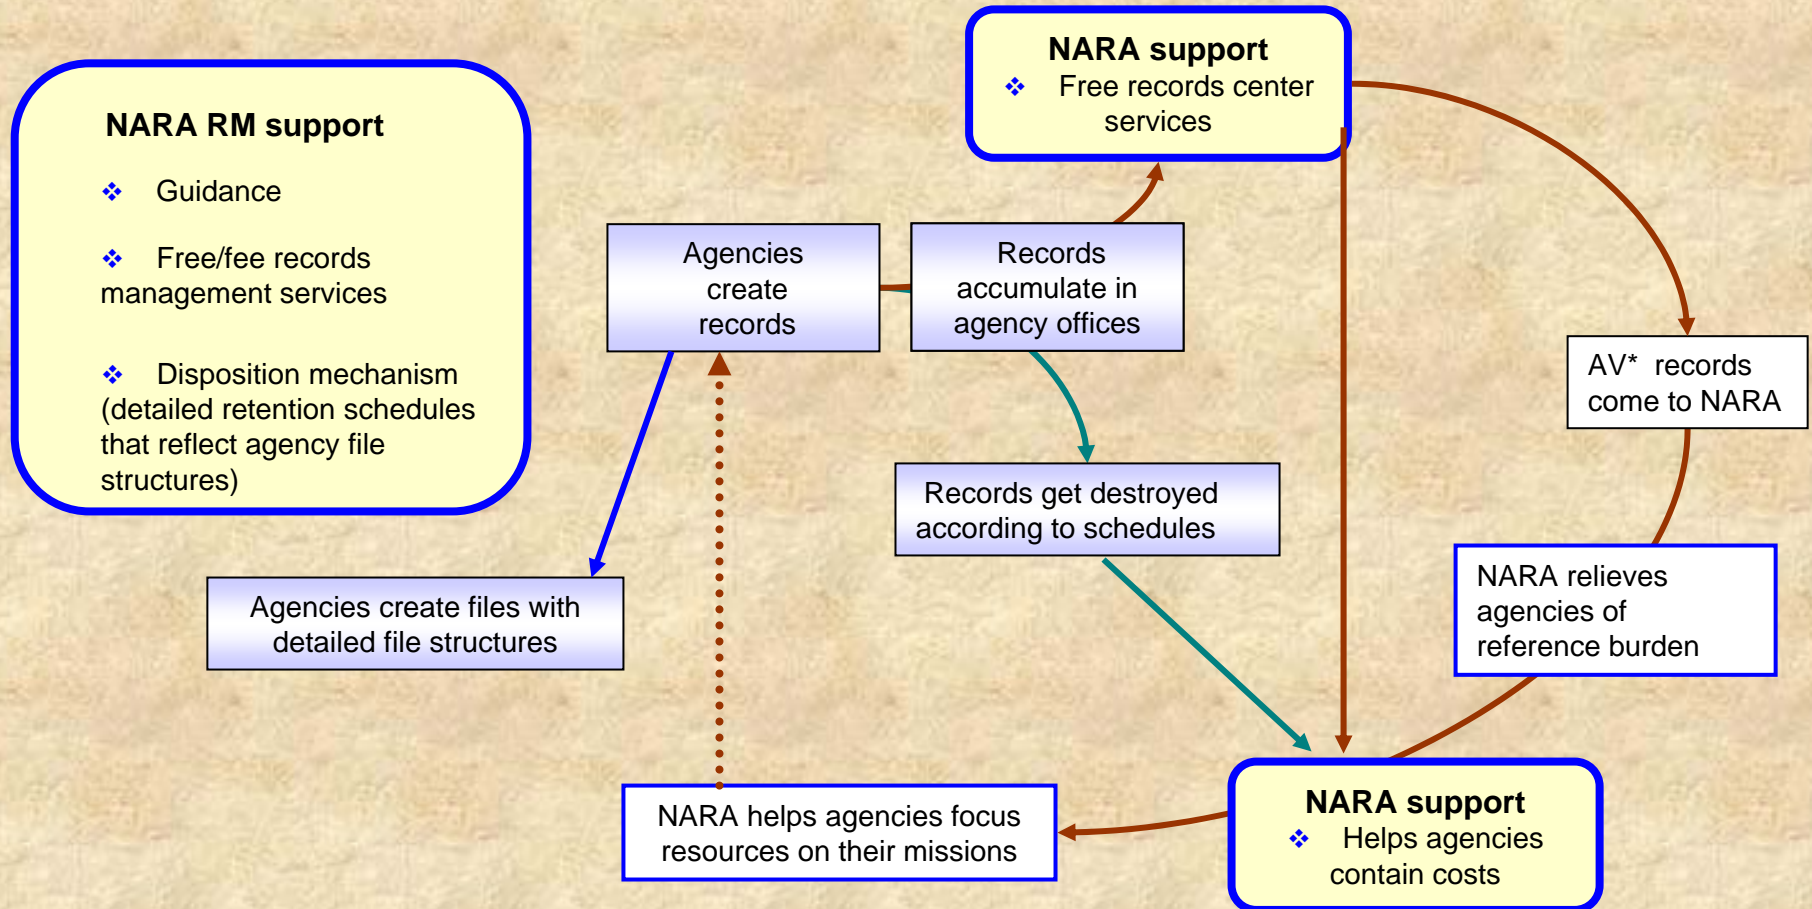 NARA RM support
❖ Guidance
❖ Free/fee records
management services
❖ Disposition mechanism
(detailed retention schedules
that reflect agency file
structures)
NARA support
❖ Free records center
services
Agencies
create
records
Records
accumulate in
agency offices
AV* records
come to NARA
Records get destroyed
according to schedules
NARA relieves
agencies of
reference burden
Agencies create files with
detailed file structures
NARA helps agencies focus
resources on their missions
NARA support
❖ Helps agencies
contain costs